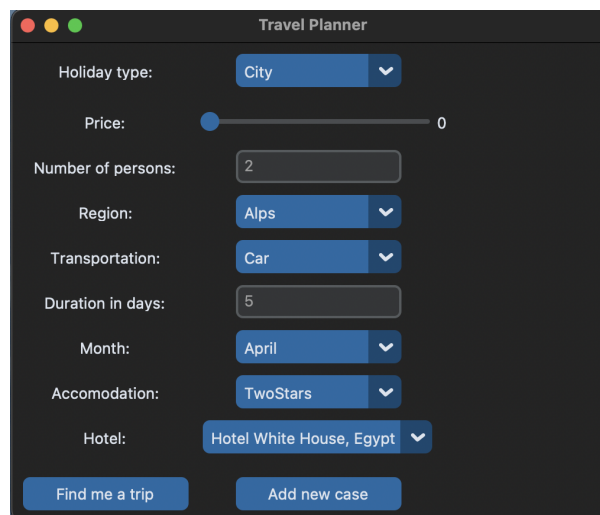 Travel Planner
Holiday type: City
Price: 0
Number of persons: 2
Region: Alps
Transportation: Car
Duration in days: 5
Month: April
Accomodation: TwoStars
Hotel: Hotel White House, Egypt
Find me a trip Add new case